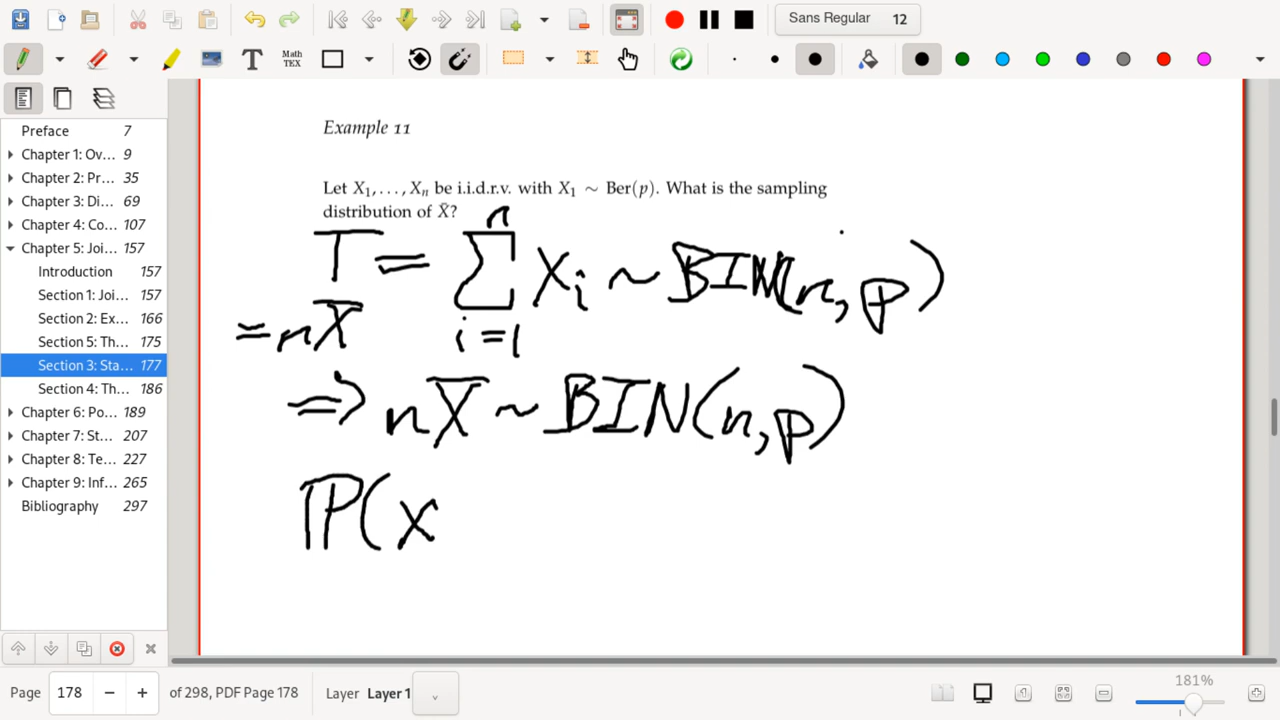 Sans Regular 12
T Math TEX
Preface 7
Chapter 1: Ov... 9
Chapter 2: Pr... 35
Chapter 3: Di... 69
Chapter 4: Co... 107
Chapter 5: Joi... 157
Introduction 157
Section 1: Joi... 157
Section 2: Ex... 166
Section 5: Th... 175
Section 3: Sta... 177
Section 4: Th... 186
Chapter 6: Po... 189
Chapter 7: St... 207
Chapter 8: Te... 227
Chapter 9: Inf... 265
Bibliography 297
Example 11
Let X₁, . . . , Xₙ be i.i.d.r.v. with X₁ ∼ Ber(p). What is the sampling
distribution of X̄?
T = ∑_{i=1}^{n} Xᵢ ~ BIN(n, p)
= nX̄
⇒ nX̄ ~ BIN(n, p)
ℙ(x
Page 178 − + of 298, PDF Page 178 Layer Layer 1 181%